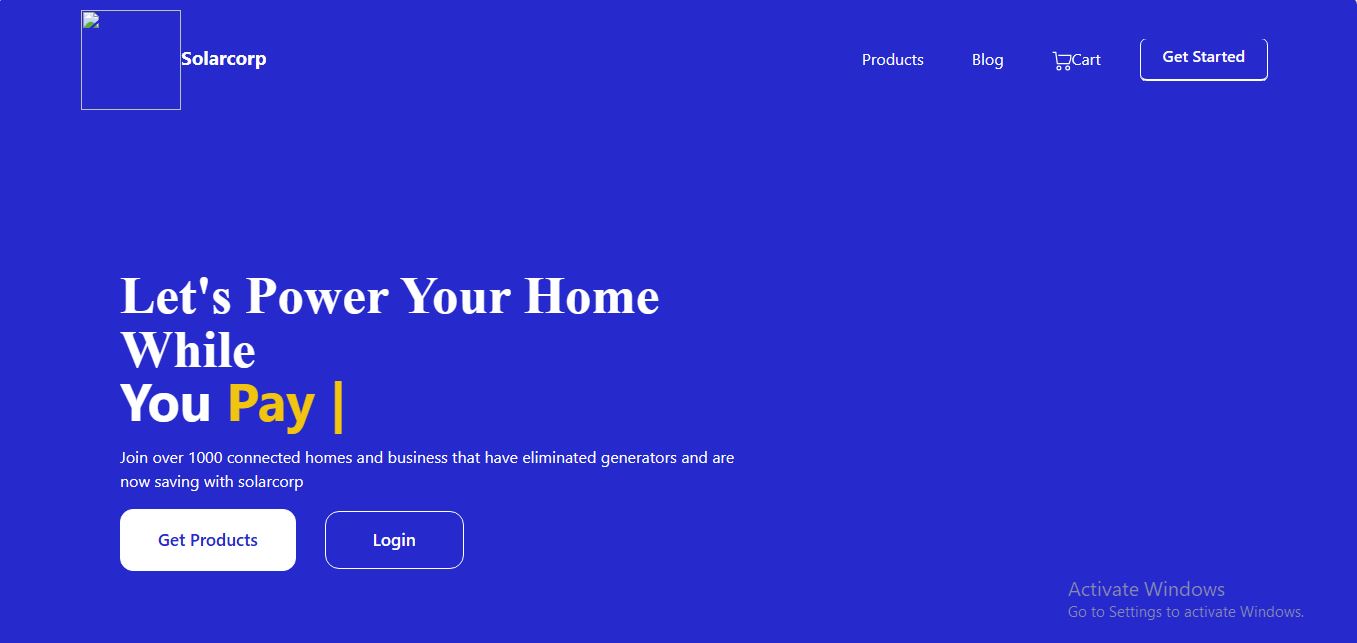 Solarcorp
Products
Blog
Cart
Get Started
Let's Power Your Home
While
You Pay |
Join over 1000 connected homes and business that have eliminated generators and are
now saving with solarcorp
Get Products
Login
Activate Windows
Go to Settings to activate Windows.